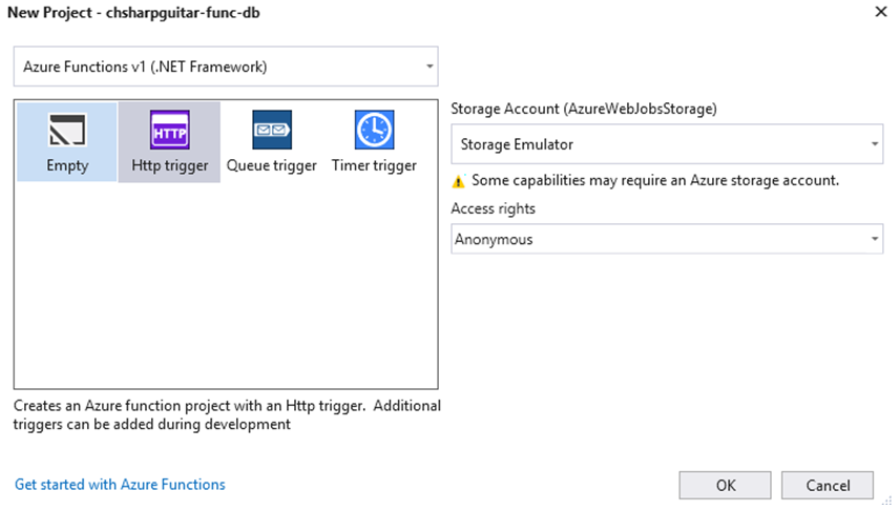 New Project - chsharpguitar-func-db
Azure Functions v1 (.NET Framework)
HTTP
Empty
Http trigger
Queue trigger
Timer trigger
Creates an Azure function project with an Http trigger. Additional
triggers can be added during development
Storage Account (AzureWebJobsStorage)
Storage Emulator
Some capabilities may require an Azure storage account.
Access rights
Anonymous
Get started with Azure Functions
OK
Cancel